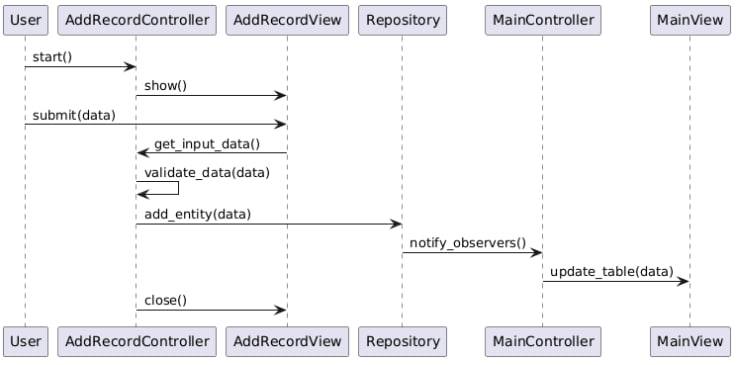 User AddRecordController AddRecordView Repository MainController MainView
start()
show()
submit(data)
get_input_data()
validate_data(data)
add_entity(data)
notify_observers()
update_table(data)
close()
User AddRecordController AddRecordView Repository MainController MainView